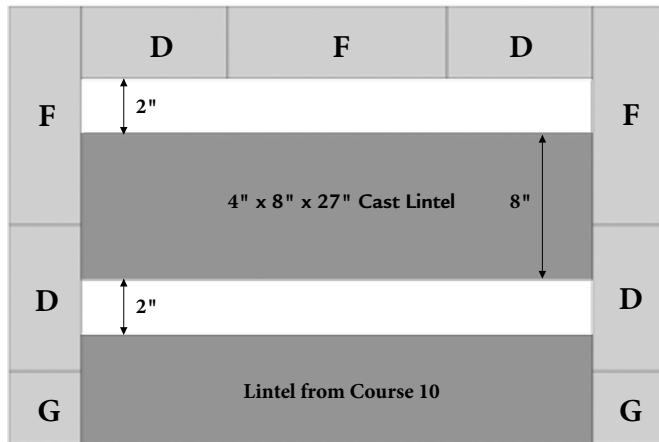 D F D
F 2" F
4" x 8" x 27" Cast Lintel 8"
D 2" D
Lintel from Course 10
G G